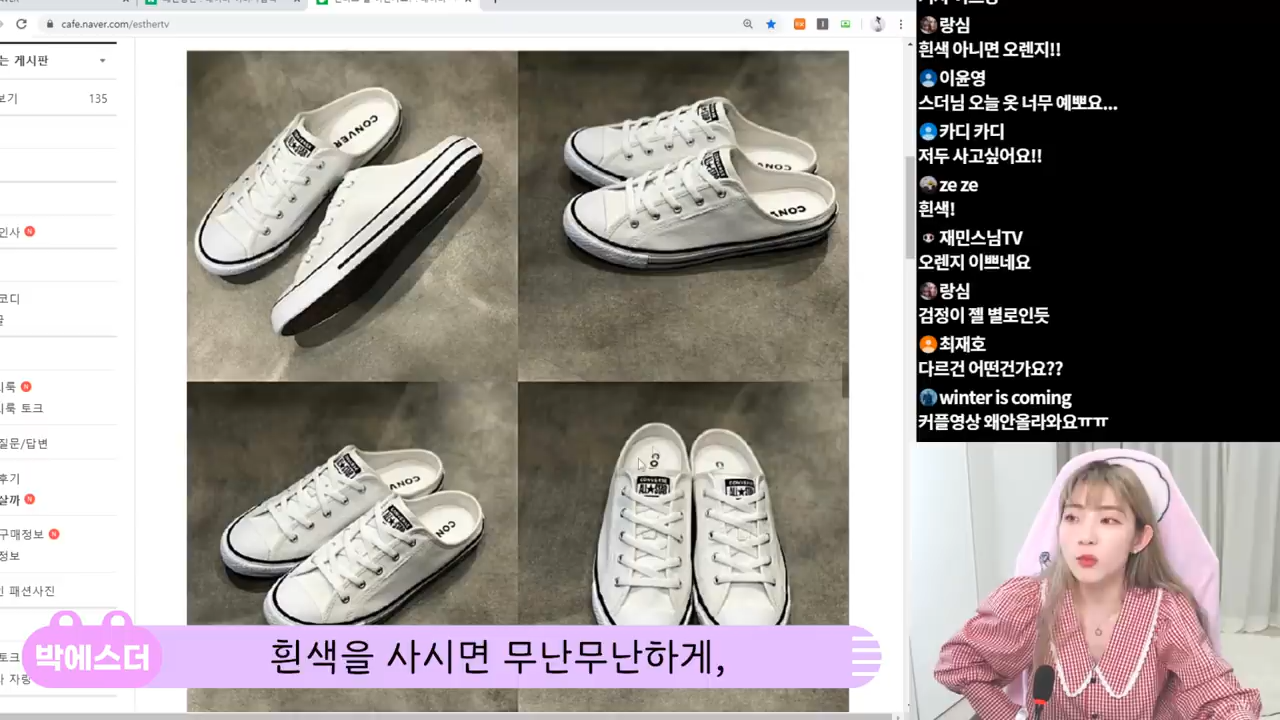 cafe.naver.com/esthertv
는 게시판
보기
135
인사
코디
질문/답변
룩 토크
후기
살까
구매정보
정보
패션사진
토크
CONVER
CONV
CONVERSE
ALL★STAR
CONVERSE
ALL★STAR
랑심
흰색 아니면 오렌지!!
이윤영
스더님 오늘 옷 너무 예뽀요...
카디 카디
저두 사고싶어요!!
ze ze
흰색!
재민스님TV
오렌지 이쁘네요
랑심
검정이 젤 별로인듯
최재호
다르건 어떤건가요??
winter is coming
커플영상 왜안올라와요ㅠㅠ
박에스더
흰색을 사시면 무난무난하게,